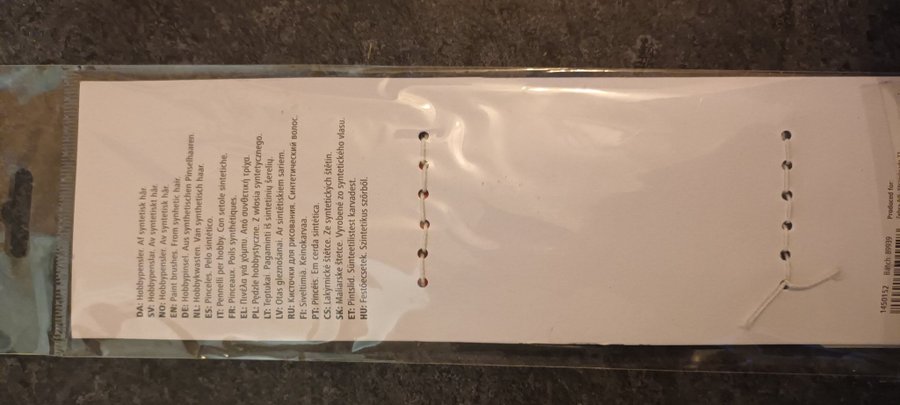 DA: Hobbypensler. Af syntetisk hår.
SV: Hobbypenslar. Av syntetiskt hår.
NO: Hobbypensler. Av syntetisk hår.
EN: Paint brushes. From synhetic hair.
DE: Hobbypinsel. Aus synthetischen Pinselhaaren.
NL: Hobbykwasten. Van synthetisch haar.
ES: Pinceles. Pelo sintético.
IT: Pennelli per hobby. Con setole sintetiche.
FR: Pinceaux. Poils synthétiques.
EL: Πινέλα για χόμπυ. Από συνθετική τρίχα.
PL: Pędzle hobbystyczne. Z włosia syntetycznego.
LT: Teptukai. Pagaminti iš sintetinių šerelių.
LV: Otas gleznošanai. Ar sintētiskiem sariem.
RU: Кисточки для рисования. Синтетический волос.
FI: Siveltimiä. Keinokarvaa.
PT: Pincéis. Em cerda sintética.
CS: Lakýrnické štětce. Ze syntetických štětin.
SK: Maliarske štetce. Vyrobené zo syntetického vlasu.
ET: Pintslid. Sünteetilistest karvadest.
HU: Festőecsetek. Szintetikus szőrből.
1450152 Batch: 89939
Produced for: